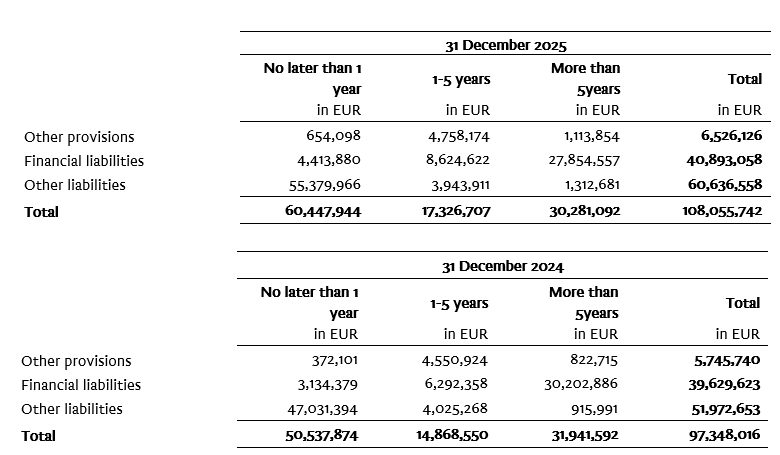 31 December 2025
No later than 1 year 1-5 years More than 5years Total
in EUR in EUR in EUR in EUR
Other provisions 654,098 4,758,174 1,113,854 6,526,126
Financial liabilities 4,413,880 8,624,622 27,854,557 40,893,058
Other liabilities 55,379,966 3,943,911 1,312,681 60,636,558
Total 60,447,944 17,326,707 30,281,092 108,055,742
31 December 2024
No later than 1 year 1-5 years More than 5years Total
in EUR in EUR in EUR in EUR
Other provisions 372,101 4,550,924 822,715 5,745,740
Financial liabilities 3,134,379 6,292,358 30,202,886 39,629,623
Other liabilities 47,031,394 4,025,268 915,991 51,972,653
Total 50,537,874 14,868,550 31,941,592 97,348,016